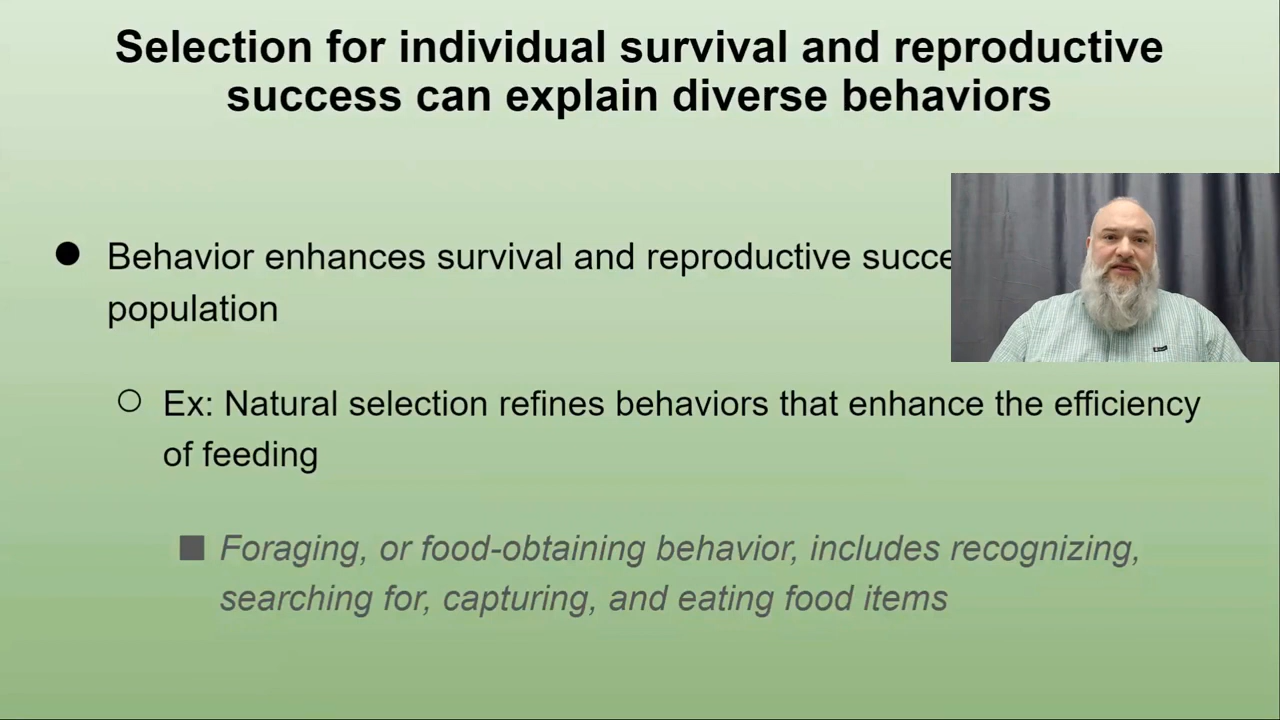 Selection for individual survival and reproductive
success can explain diverse behaviors
Behavior enhances survival and reproductive
population
Ex: Natural selection refines behaviors that enhance the efficiency
of feeding
Foraging, or food-obtaining behavior, includes recognizing,
searching for, capturing, and eating food items